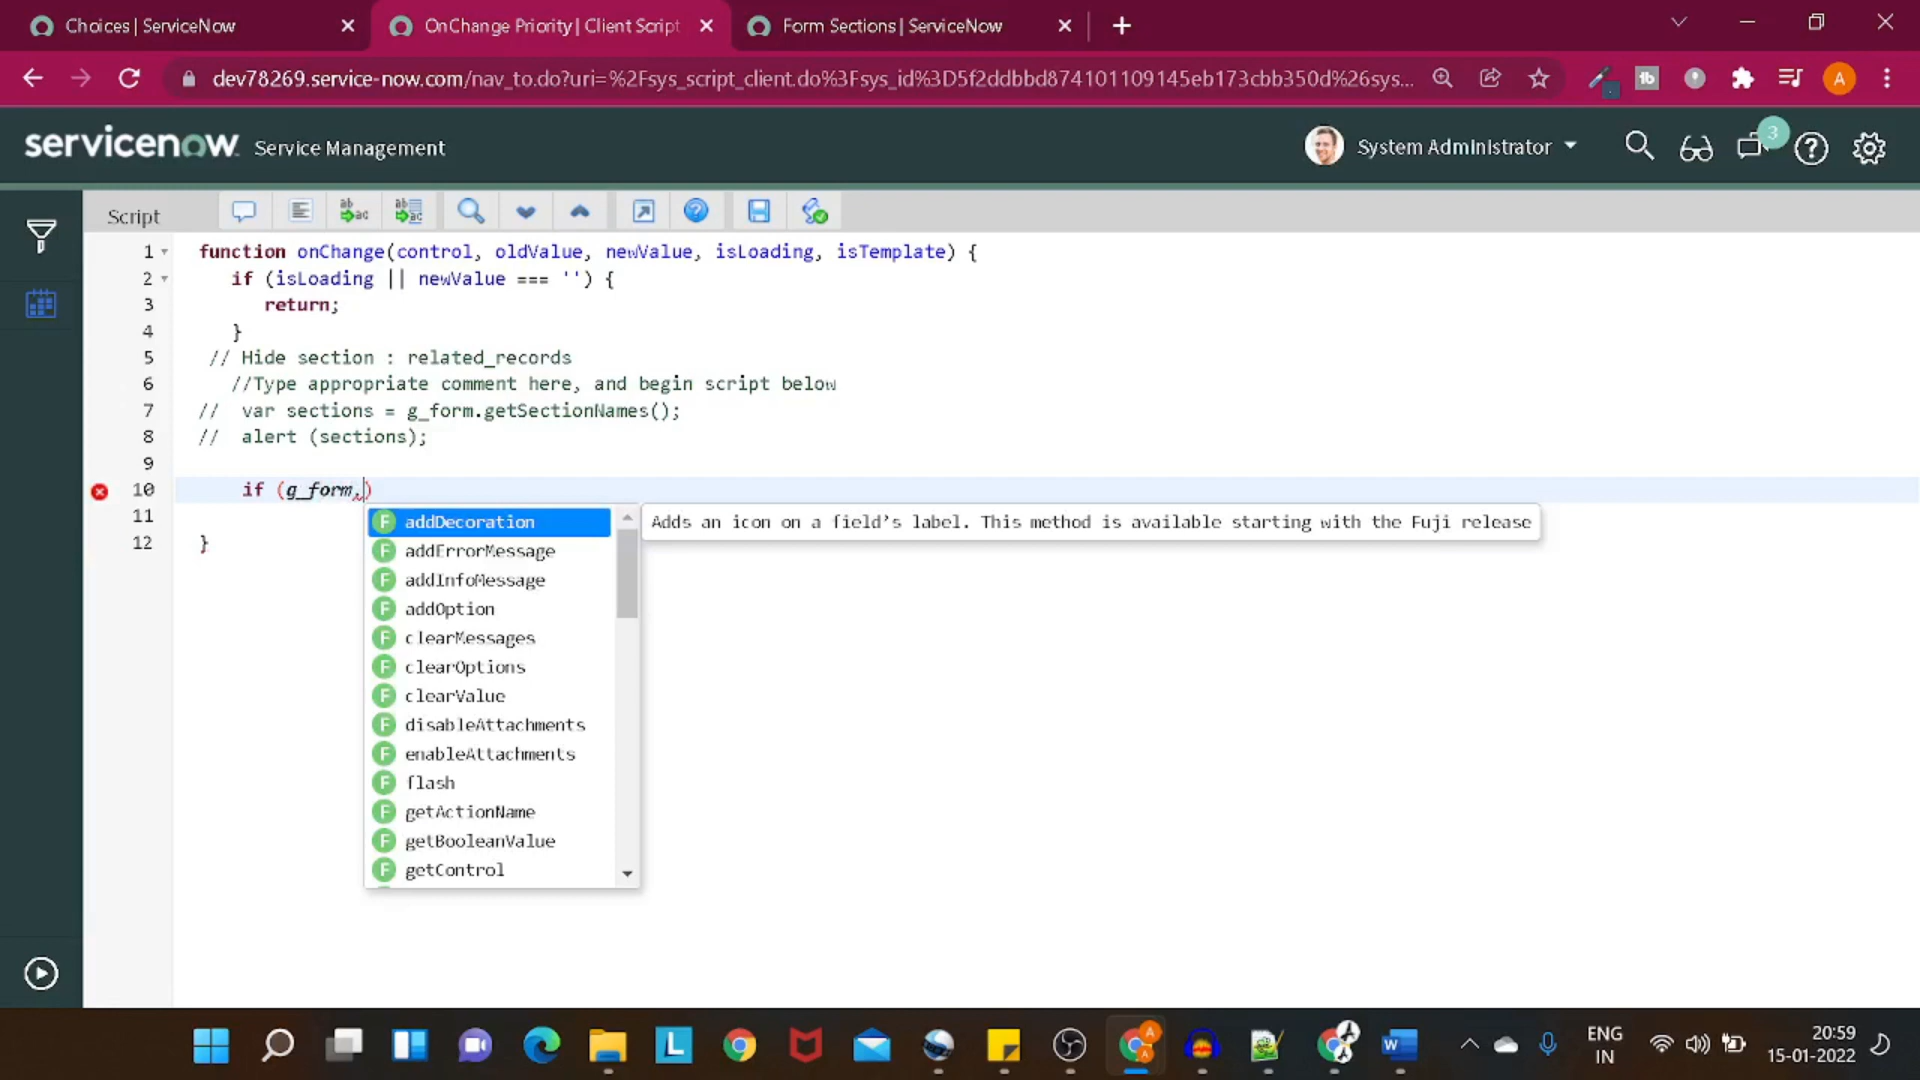 Choices | ServiceNow
OnChange Priority | Client Script
Form Sections | ServiceNow
dev78269.service-now.com/nav_to.do?uri=%2Fsys_script_client.do%3Fsys_id%3D5f2ddbbd874101109145eb173cbb350d%26sys...
A
servicenow Service Management
System Administrator
3
Script
1 function onChange(control, oldValue, newValue, isLoading, isTemplate) {
2 if (isLoading || newValue === '') {
3 return;
4 }
5 // Hide section : related_records
6 //Type appropriate comment here, and begin script below
7 // var sections = g_form.getSectionNames();
8 // alert (sections);
9
10 if (g_form.)
11
12 }
F addDecoration
Adds an icon on a field's label. This method is available starting with the Fuji release
F addErrorMessage
F addInfoMessage
F addOption
F clearMessages
F clearOptions
F clearValue
F disableAttachments
F enableAttachments
F flash
F getActionName
F getBooleanValue
F getControl
ENG
IN
20:59
15-01-2022